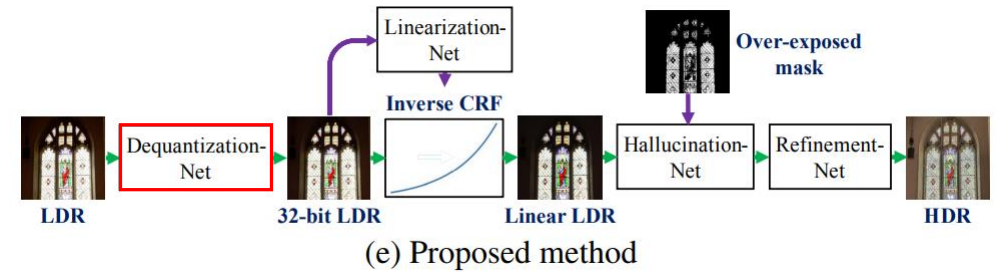 Linearization-
Net
Over-exposed
mask
Inverse CRF
Dequantization-
Net
Hallucination-
Net
Refinement-
Net
LDR
32-bit LDR
Linear LDR
HDR
(e) Proposed method